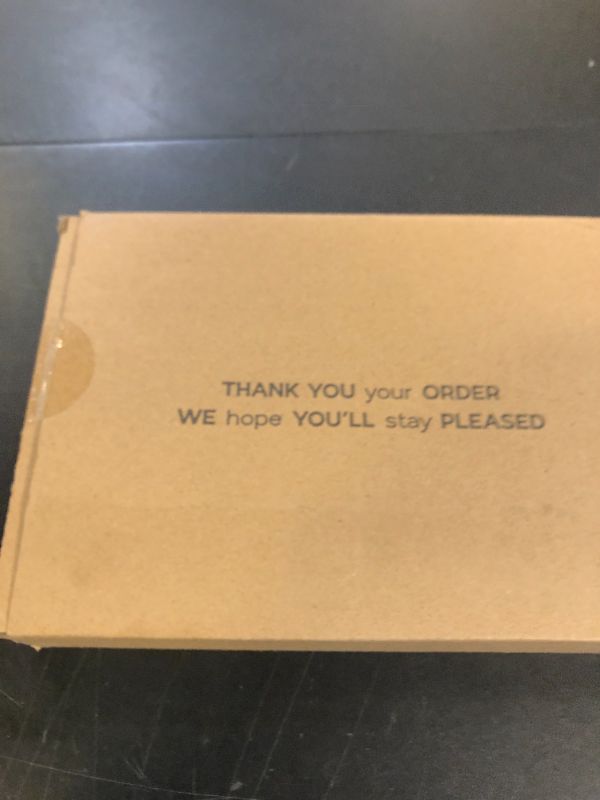 THANK YOU your ORDER
WE hope YOU'LL stay PLEASED